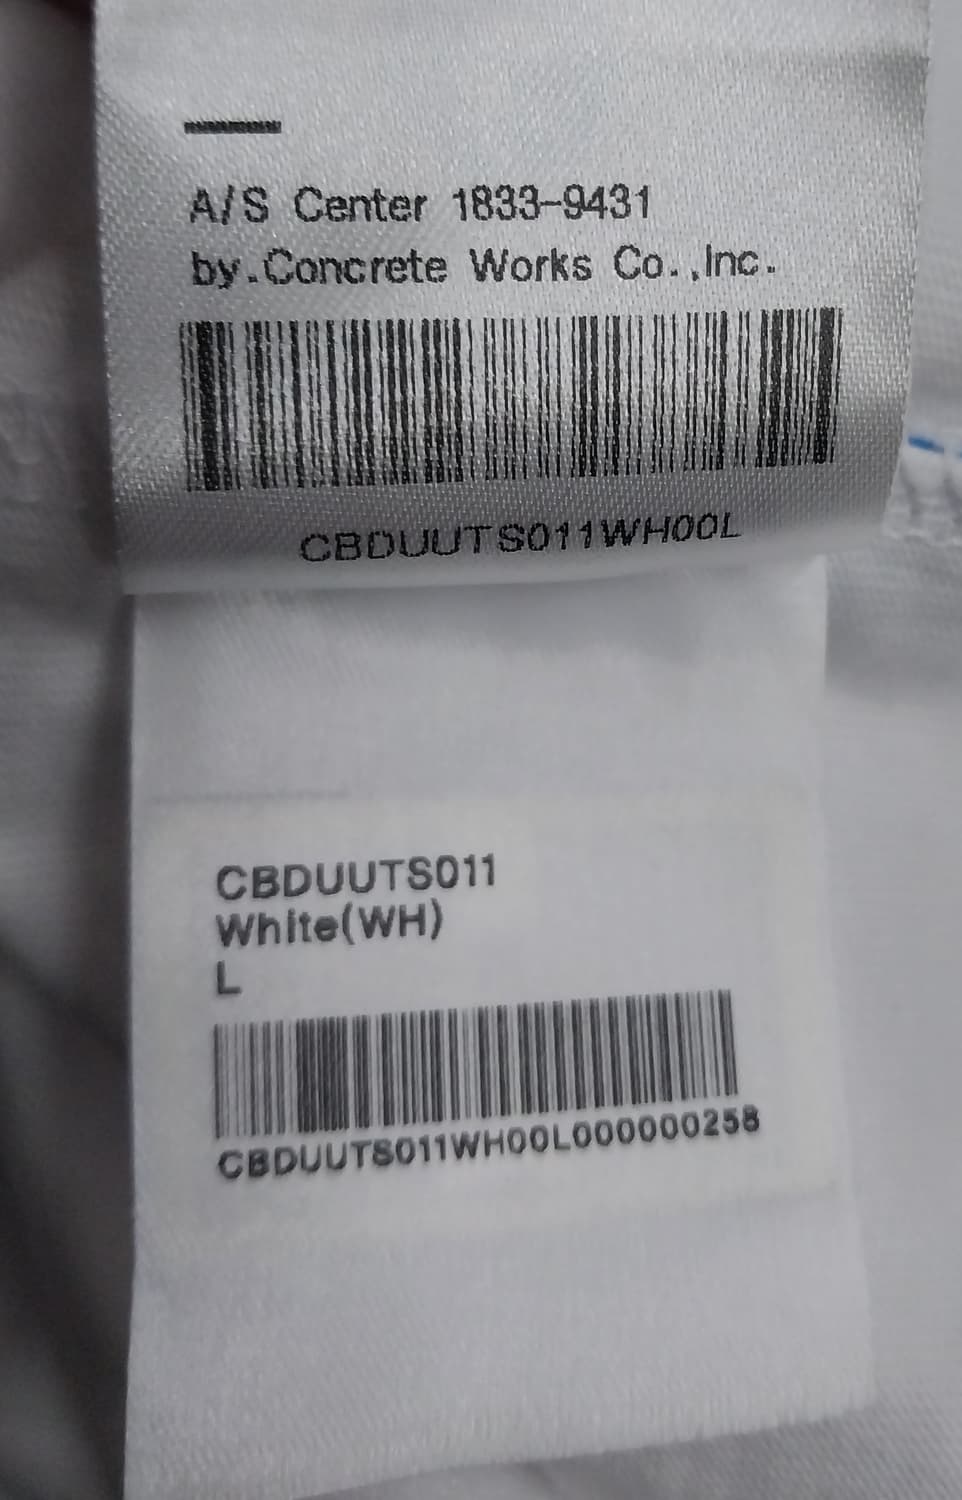 A/S Center 1833-9431
by.Concrete Works Co.,Inc.
CBDUUTS011WH00L
CBDUUTS011
White(WH)
L
CBDUUTS011WH00L000000258